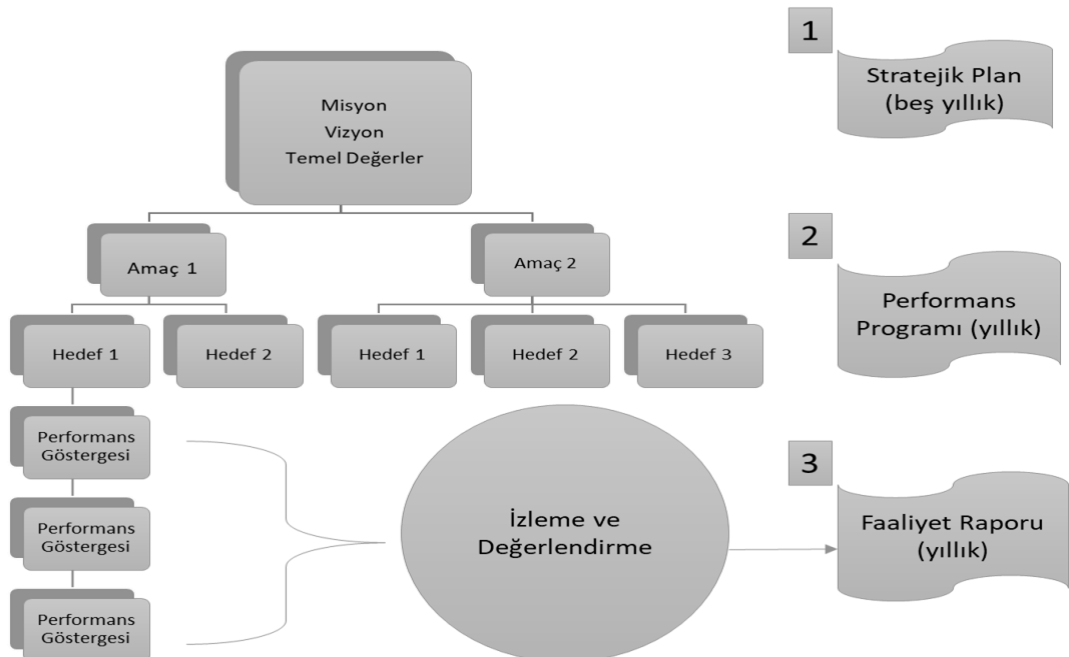 Misyon
Vizyon
Temel Değerler
Amaç 1
Amaç 2
Hedef 1
Hedef 2
Hedef 1
Hedef 2
Hedef 3
Performans
Göstergesi
Performans
Göstergesi
Performans
Göstergesi
İzleme ve
Değerlendirme
1
Stratejik Plan
(beş yıllık)
2
Performans
Programı (yıllık)
3
Faaliyet Raporu
(yıllık)